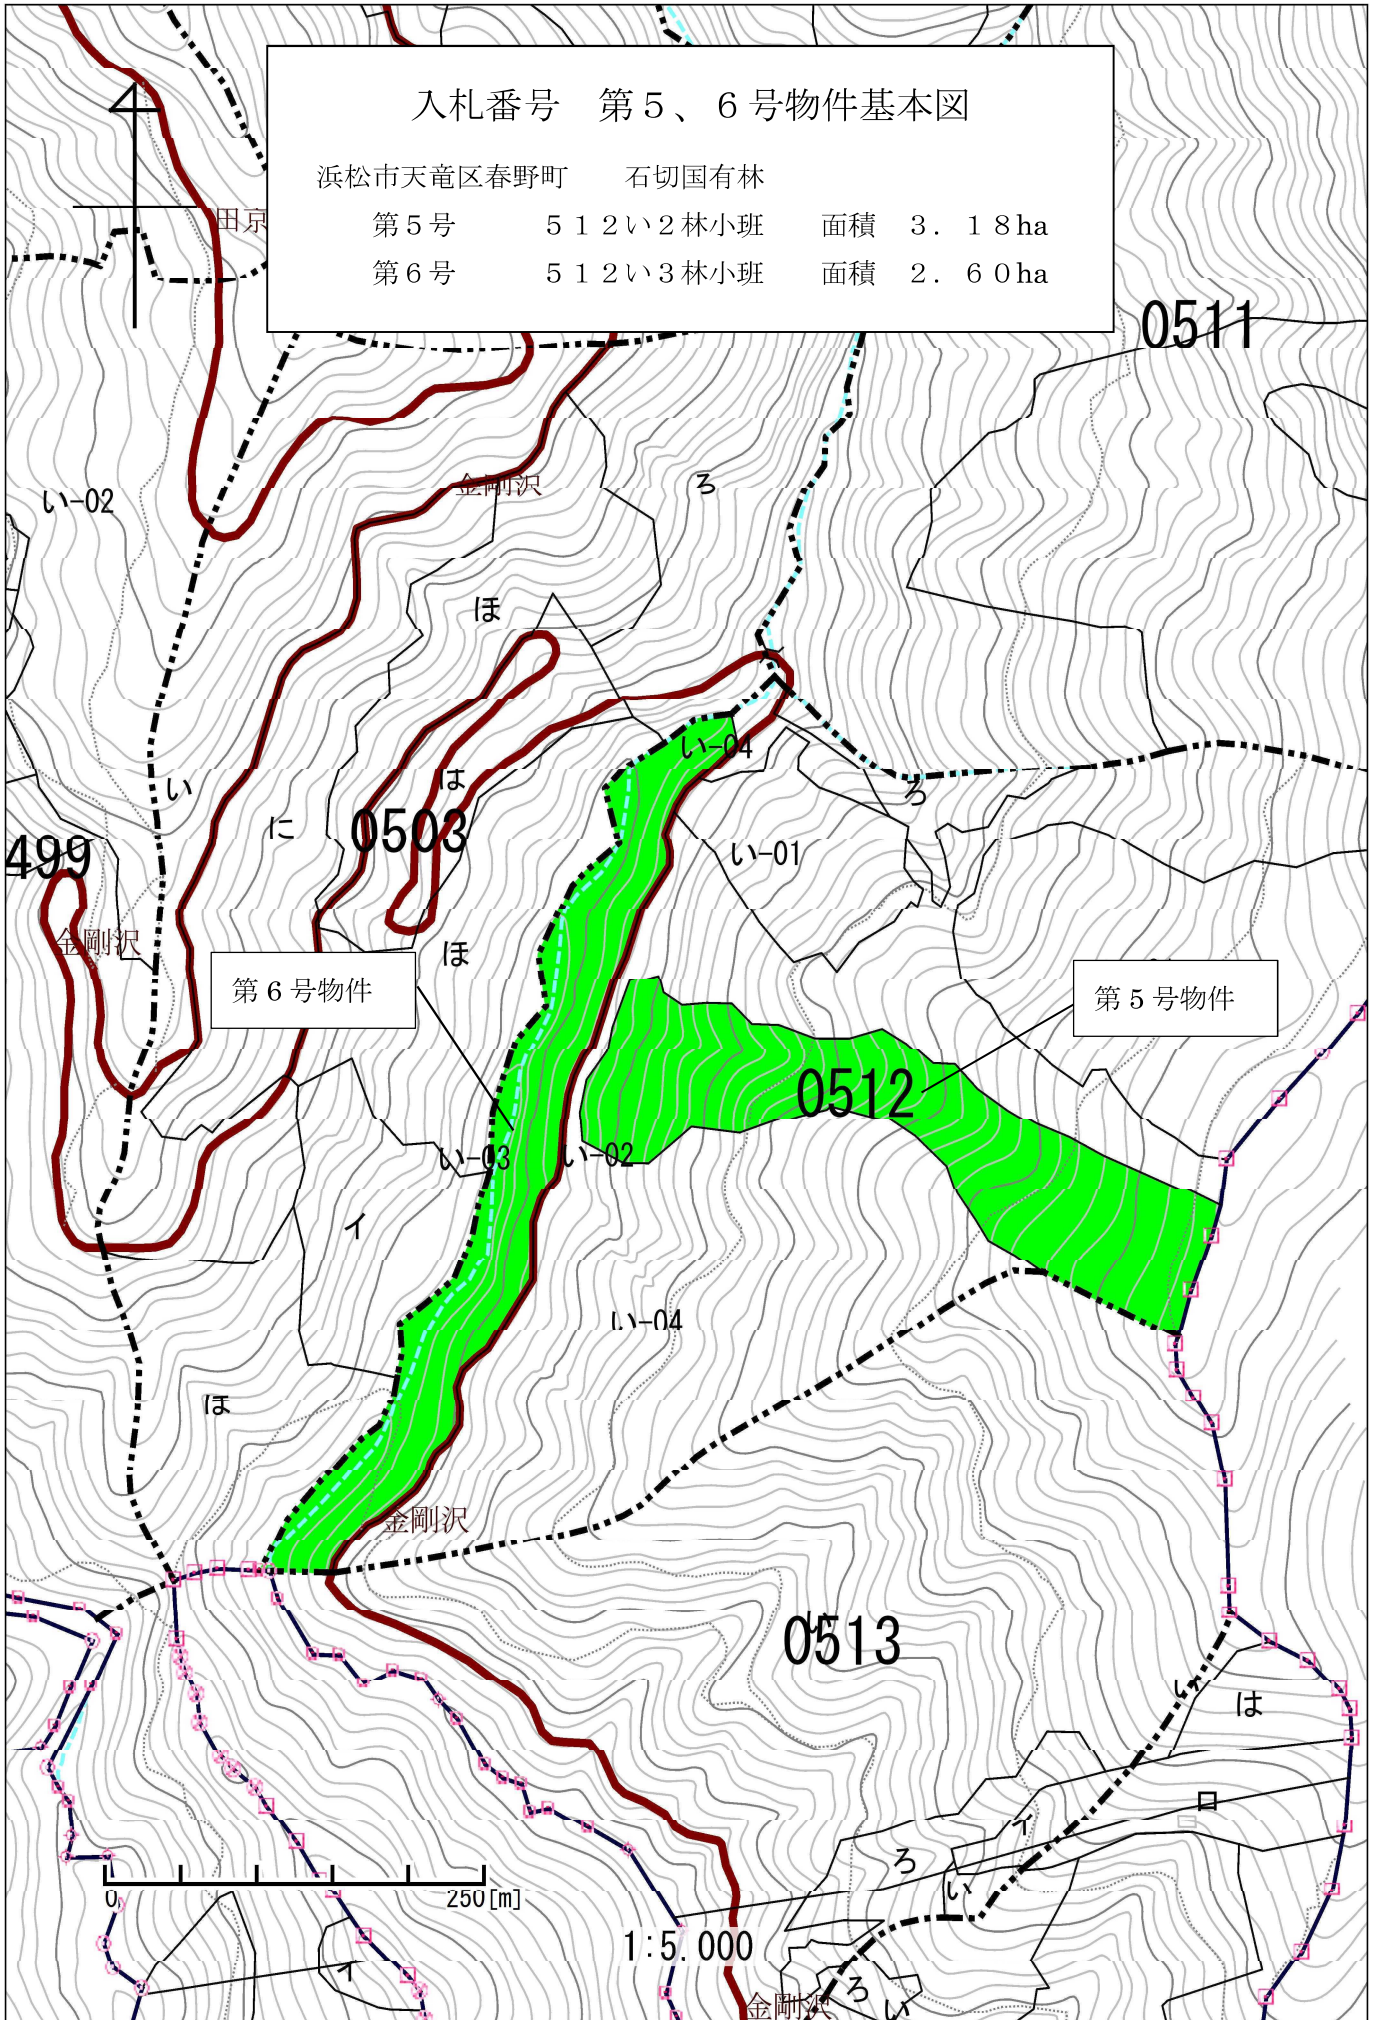 入札番号　第５、６号物件基本図
浜松市天竜区春野町　　石切国有林
第５号　　　５１２い２林小班　　面積　３．１８ha
第６号　　　５１２い３林小班　　面積　２．６０ha
田京
0511
金剛沢
ろ
い-02
ほ
い-04
は
い
ろ
に
0503
い-01
499
金剛沢
ほ
第６号物件
第５号物件
0512
い-03
い-02
イ
い-04
ほ
金剛沢
0513
い
い
は
ロ
イ
ろ
い
0
250[m]
1:5,000
イ
ろ
い
金剛沢